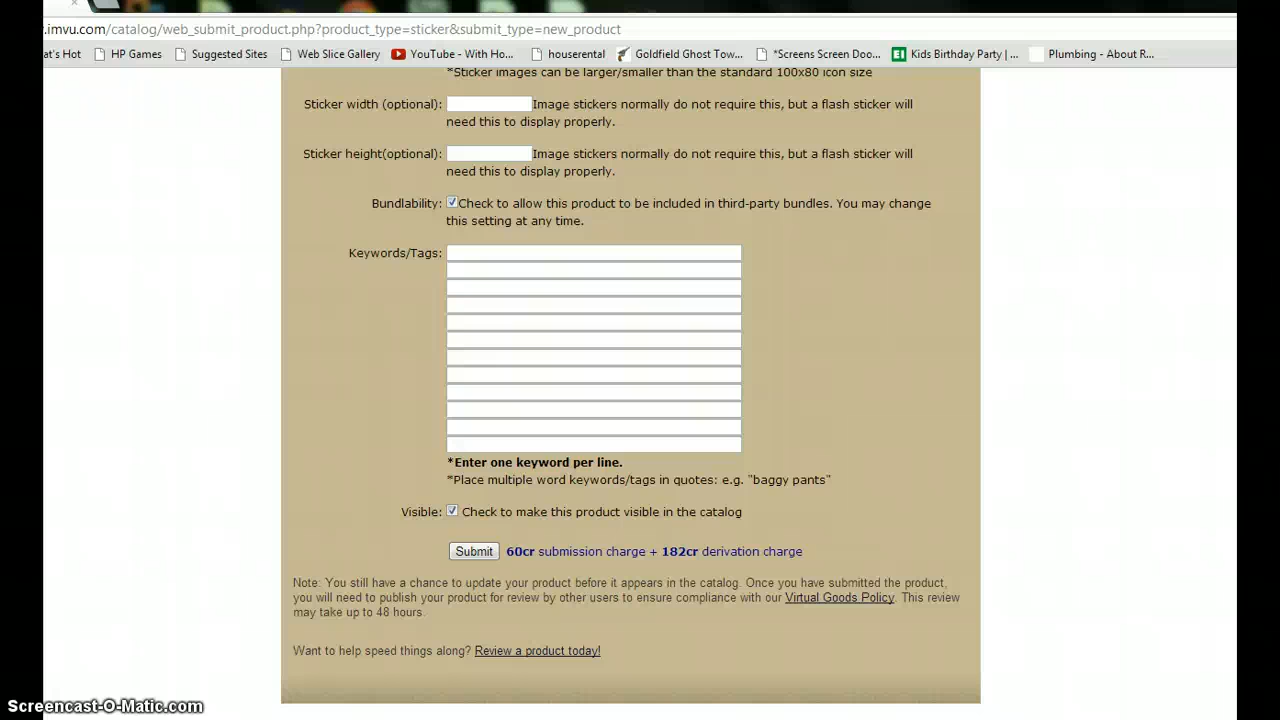 .imvu.com/catalog/web_submit_product.php?product_type=sticker&submit_type=new_product
at's Hot HP Games Suggested Sites Web Slice Gallery YouTube - With Ho... houserental Goldfield Ghost Tow... *Screens Screen Doo... Kids Birthday Party | ... Plumbing - About R...
*Sticker images can be larger/smaller than the standard 100x80 icon size
Sticker width (optional): Image stickers normally do not require this, but a flash sticker will
need this to display properly.
Sticker height(optional): Image stickers normally do not require this, but a flash sticker will
need this to display properly.
Bundlability: Check to allow this product to be included in third-party bundles. You may change
this setting at any time.
Keywords/Tags:
*Enter one keyword per line.
*Place multiple word keywords/tags in quotes: e.g. "baggy pants"
Visible: Check to make this product visible in the catalog
Submit 60cr submission charge + 182cr derivation charge
Note: You still have a chance to update your product before it appears in the catalog. Once you have submitted the product,
you will need to publish your product for review by other users to ensure compliance with our Virtual Goods Policy. This review
may take up to 48 hours.
Want to help speed things along? Review a product today!
Screencast-O-Matic.com